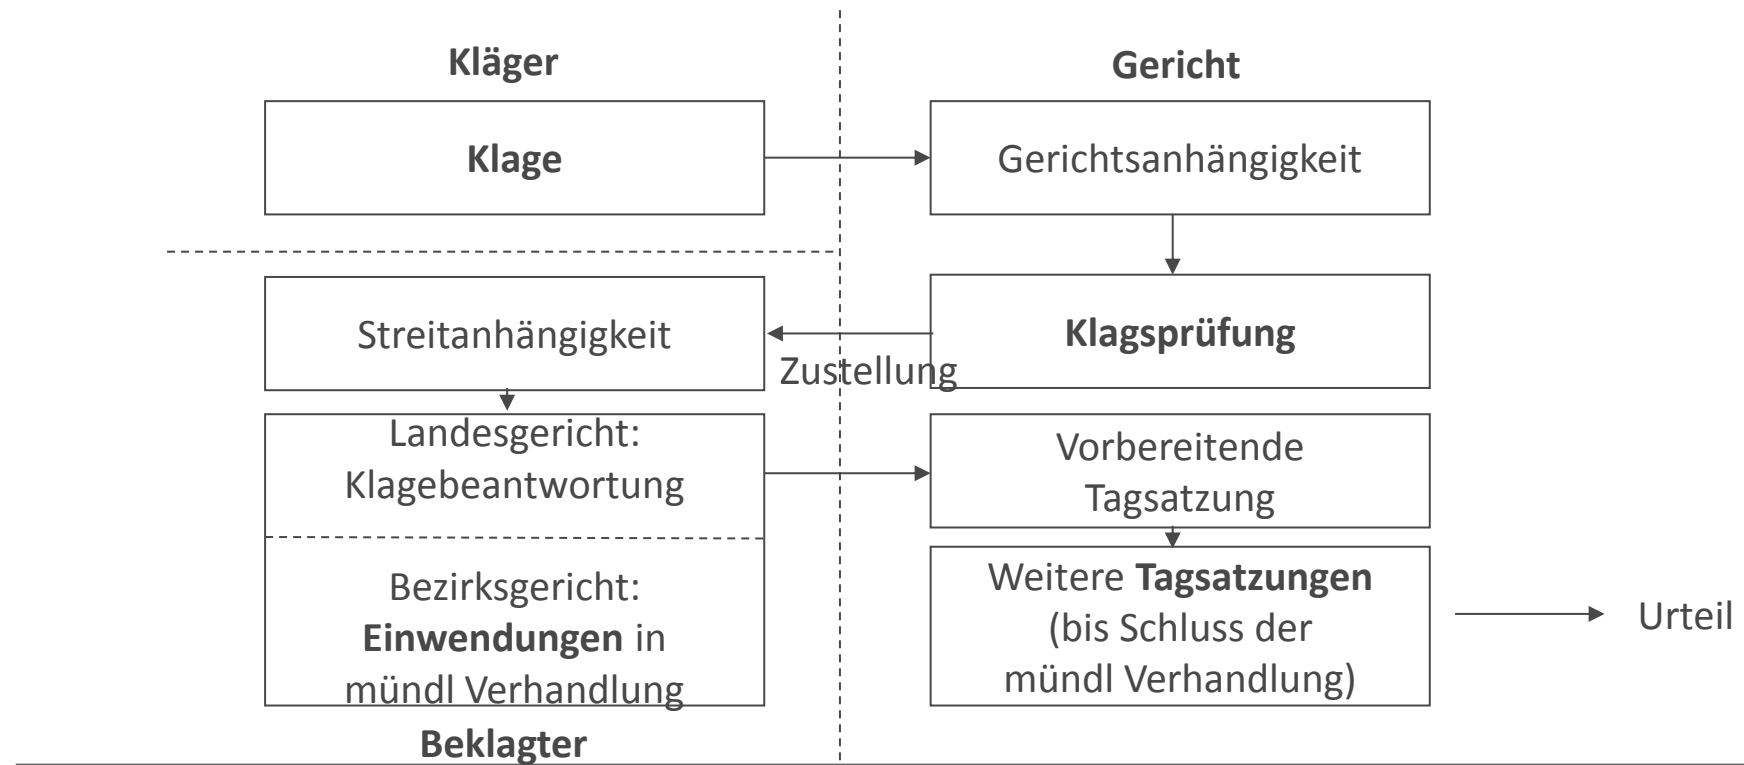 Kläger
Gericht
Klage
Gerichtsanhängigkeit
Streitanhängigkeit
Klagsprüfung
Zustellung
Landesgericht:
Klagebeantwortung
Vorbereitende
Tagsatzung
Bezirksgericht:
Einwendungen in
mündl Verhandlung
Weitere Tagsatzungen
(bis Schluss der
mündl Verhandlung)
Urteil
Beklagter